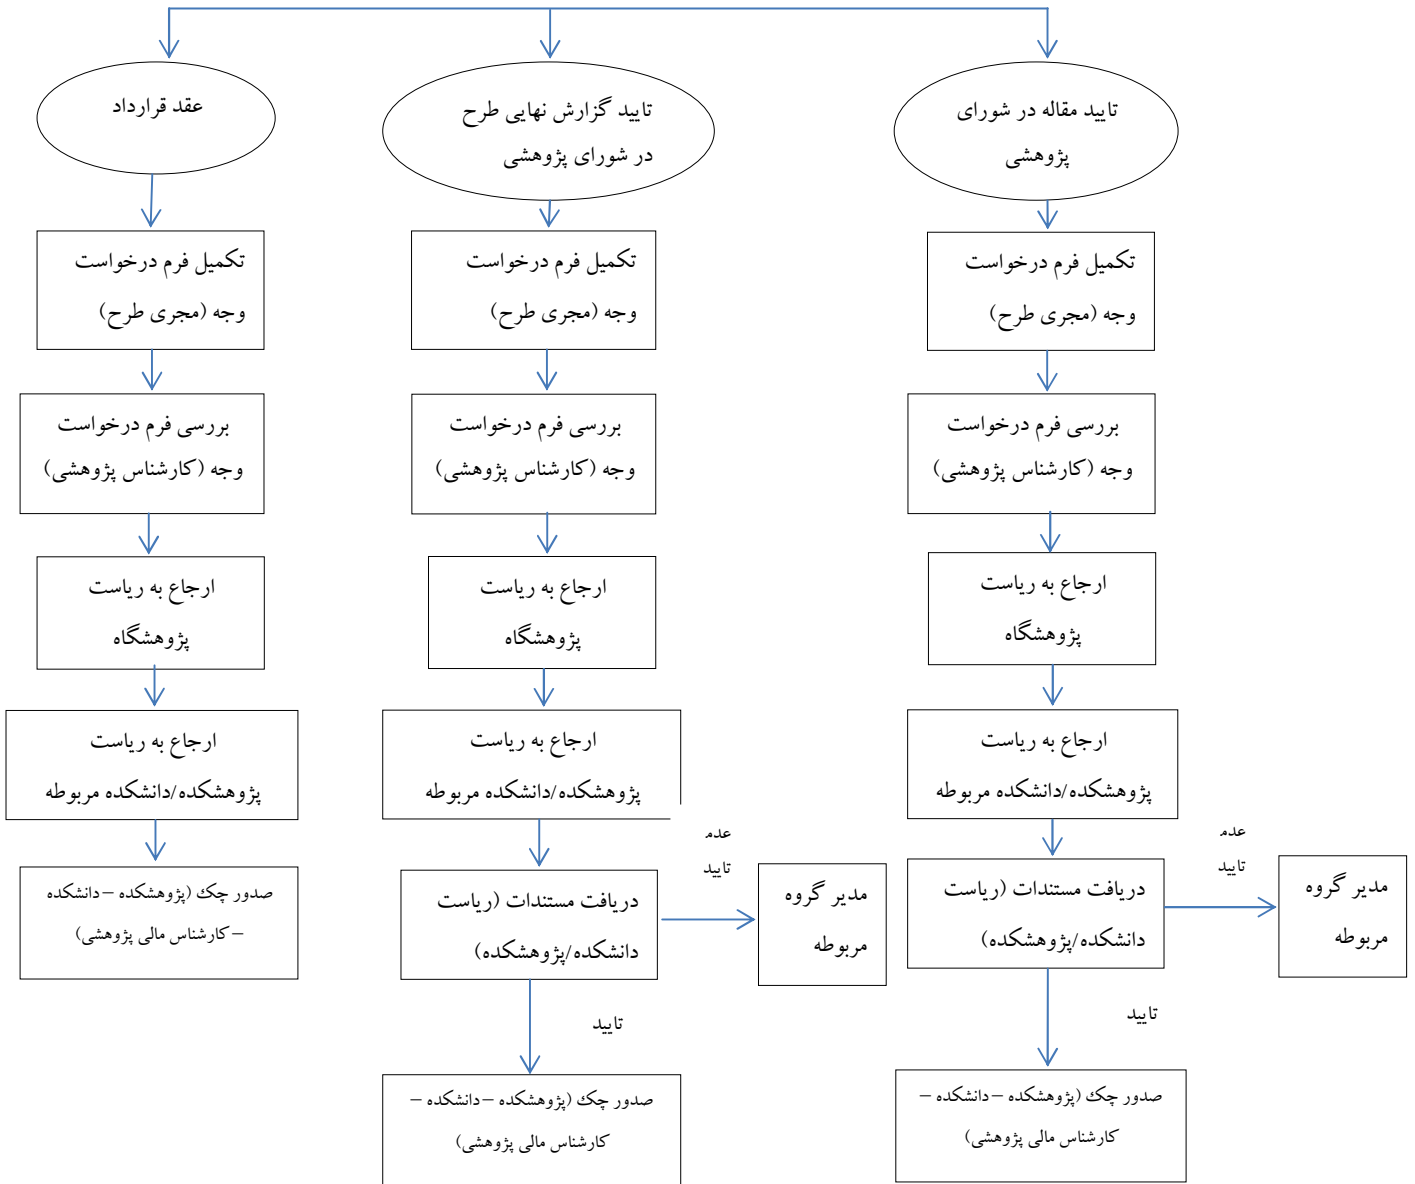 تایید مقاله در شورای
پژوهشی
تکمیل فرم درخواست
وجه (مجری طرح)
بررسی فرم درخواست
وجه (کارشناس پژوهشی)
ارجاع به ریاست
پژوهشگاه
ارجاع به ریاست
پژوهشکده/دانشکده مربوطه
دریافت مستندات (ریاست
دانشکده/پژوهشکده)
عدم
تایید
مدیر گروه
مربوطه
تایید
صدور چک (پژوهشکده –دانشکده –
کارشناس مالی پژوهشی)
تایید گزارش نهایی طرح
در شورای پژوهشی
تکمیل فرم درخواست
وجه (مجری طرح)
بررسی فرم درخواست
وجه (کارشناس پژوهشی)
ارجاع به ریاست
پژوهشگاه
ارجاع به ریاست
پژوهشکده/دانشکده مربوطه
دریافت مستندات (ریاست
دانشکده/پژوهشکده)
عدم
تایید
مدیر گروه
مربوطه
تایید
صدور چک (پژوهشکده –دانشکده –
کارشناس مالی پژوهشی)
عقد قرارداد
تکمیل فرم درخواست
وجه (مجری طرح)
بررسی فرم درخواست
وجه (کارشناس پژوهشی)
ارجاع به ریاست
پژوهشگاه
ارجاع به ریاست
پژوهشکده/دانشکده مربوطه
صدور چک (پژوهشکده –دانشکده
– کارشناس مالی پژوهشی)